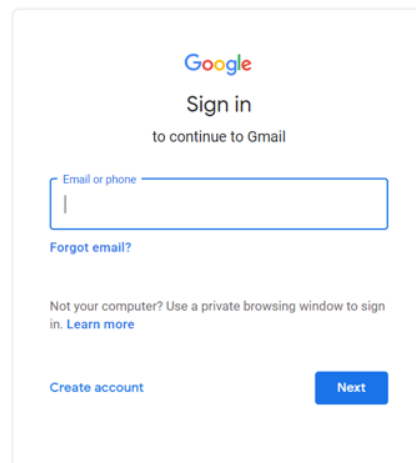 Google
Sign in
to continue to Gmail
Email or phone
Forgot email?
Not your computer? Use a private browsing window to sign
in. Learn more
Create account
Next